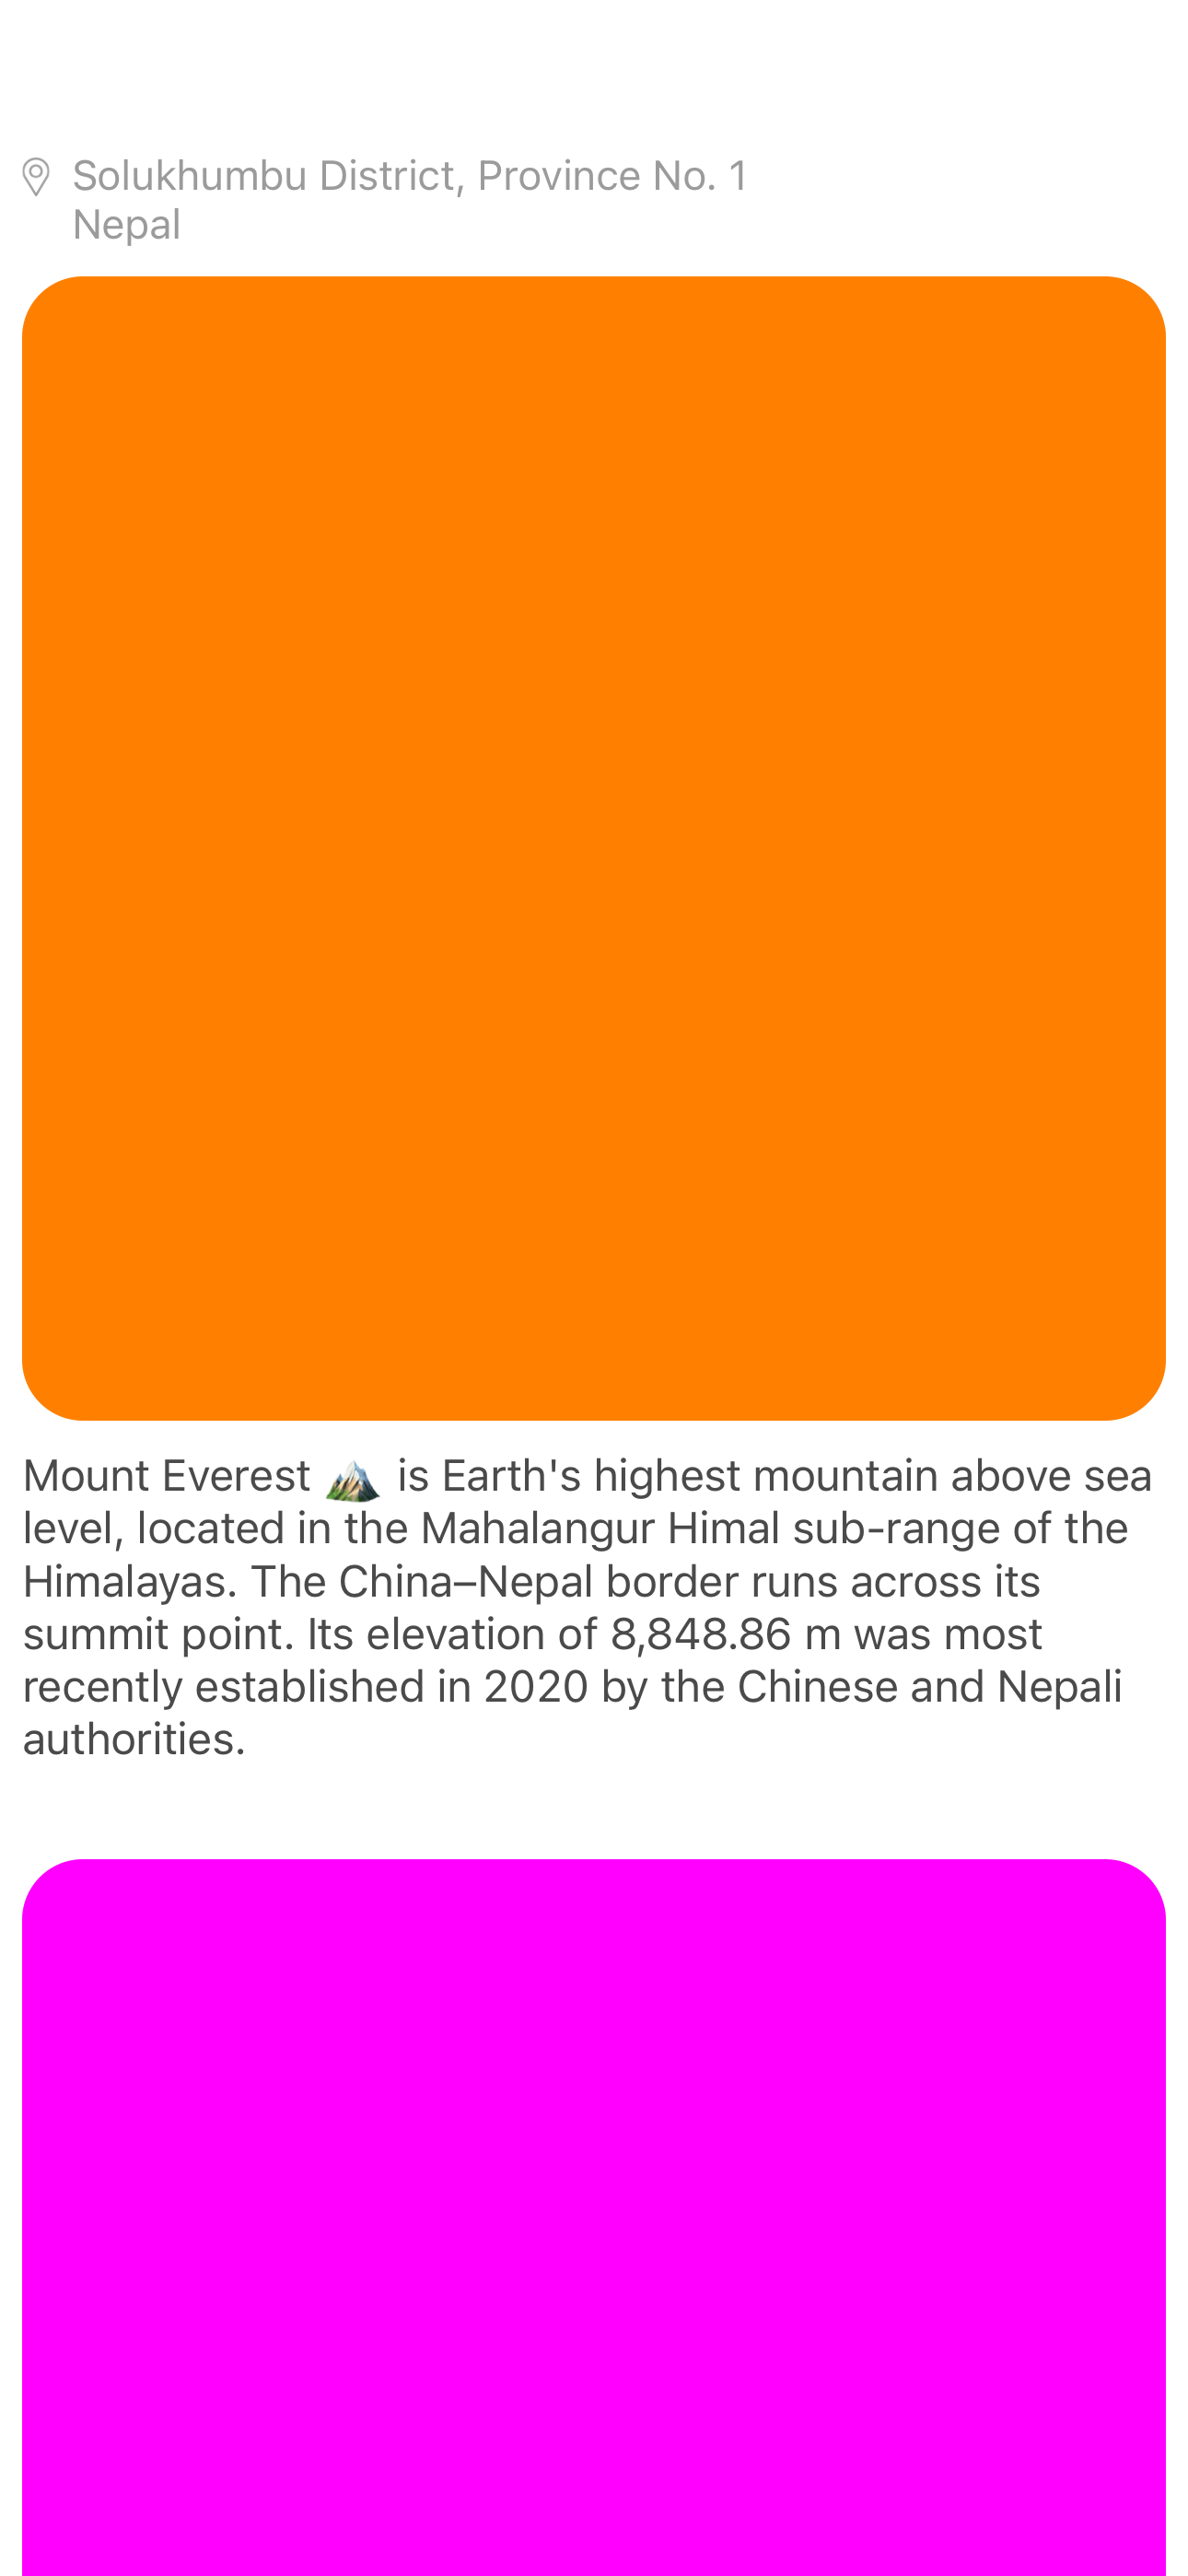 Solukhumbu District, Province No. 1
Nepal
Mount Everest 🏔️ is Earth's highest mountain above sea
level, located in the Mahalangur Himal sub-range of the
Himalayas. The China–Nepal border runs across its
summit point. Its elevation of 8,848.86 m was most
recently established in 2020 by the Chinese and Nepali
authorities.